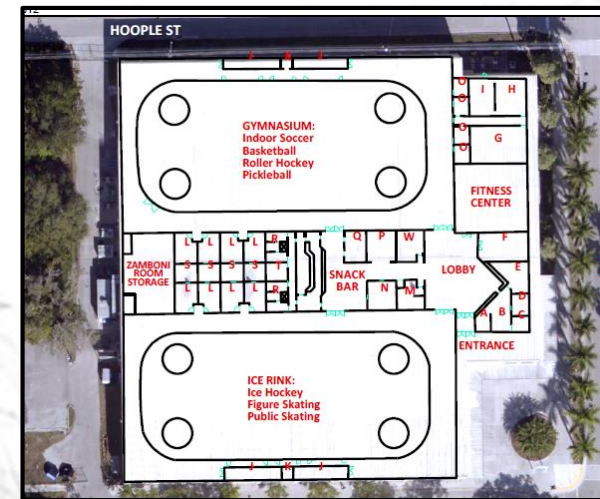 HOOPLE ST
J K J
O
O
I H
GYMNASIUM:
Indoor Soccer
Basketball
Roller Hockey
Pickleball
O
O
G
FITNESS
CENTER
L L L L R
Q P W
F
ZAMBONI
ROOM
STORAGE
S S S S T
SNACK
BAR
LOBBY
E
L L L L R
N M
D
A B C
ENTRANCE
ICE RINK:
Ice Hockey
Figure Skating
Public Skating
J K J